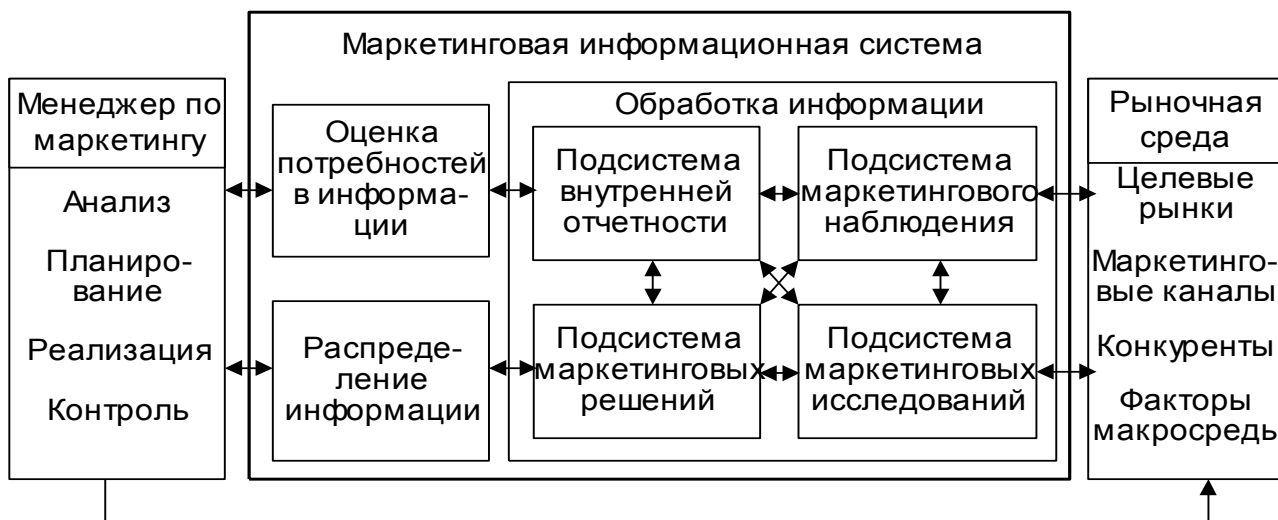 Маркетинговая информационная система
Менеджер по
маркетингу
Анализ
Планиро-
вание
Реализация
Контроль
Оценка
потребностей
в информа-
ции
Распреде-
ление
информации
Обработка информации
Подсистема
внутренней
отчетности
Подсистема
маркетингового
наблюдения
Подсистема
маркетинговых
решений
Подсистема
маркетинговых
исследований
Рыночная
среда
Целевые
рынки
Маркетинго-
вые каналы
Конкуренты
Факторы
макросреды